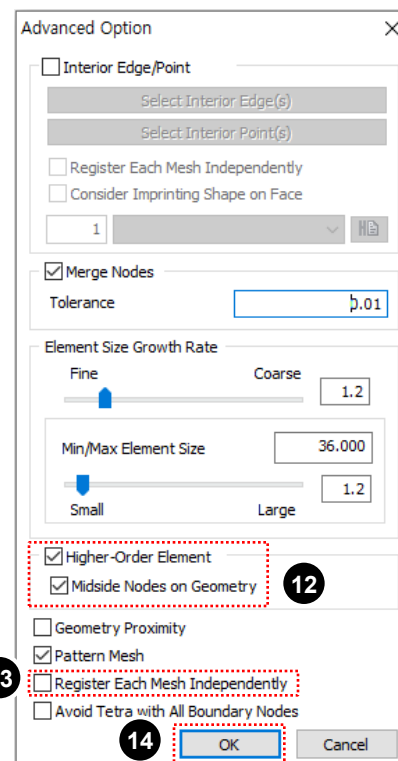 Advanced Option
Interior Edge/Point
Select Interior Edge(s)
Select Interior Point(s)
Register Each Mesh Independently
Consider Imprinting Shape on Face
1
Merge Nodes
Tolerance 0.01
Element Size Growth Rate
Fine Coarse
1.2
Min/Max Element Size 36.000
1.2
Small Large
Higher-Order Element
Midside Nodes on Geometry 12
Geometry Proximity
Pattern Mesh
3 Register Each Mesh Independently
Avoid Tetra with All Boundary Nodes
14 OK Cancel